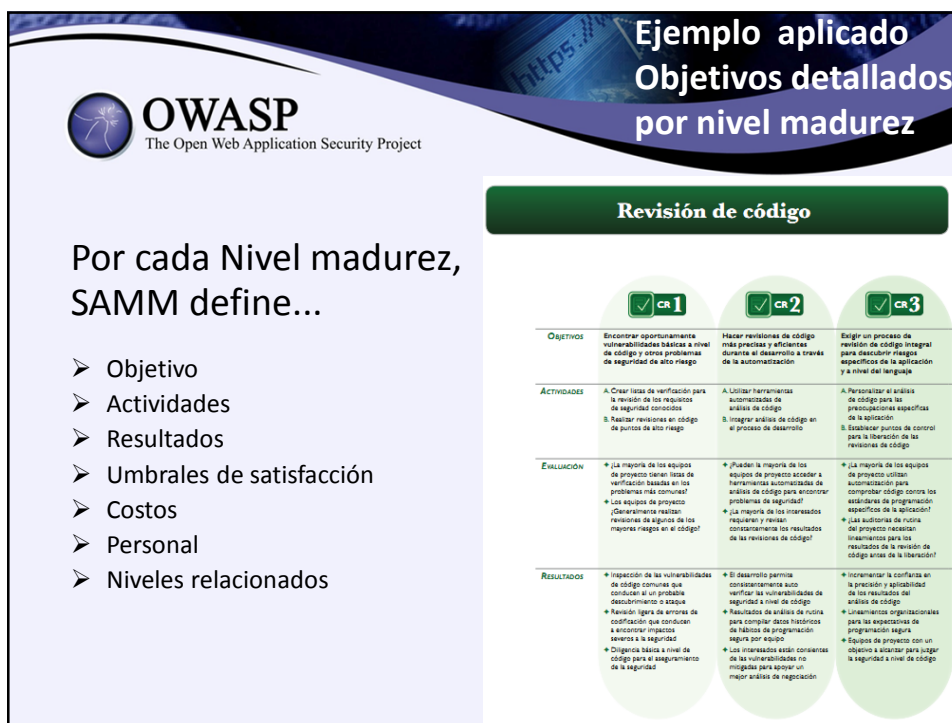 https://
Ejemplo aplicado
Objetivos detallados
por nivel madurez
OWASP
The Open Web Application Security Project
Por cada Nivel madurez,
SAMM define...
Objetivo
Actividades
Resultados
Umbrales de satisfacción
Costos
Personal
Niveles relacionados
Revisión de código
CR 1
CR 2
CR 3
OBJETIVOS
Encontrar oportunamente
vulnerabilidades básicas a nivel
de código y otros problemas
de seguridad de alto riesgo
Hacer revisiones de código
más precisas y eficientes
durante el desarrollo a través
de la automatización
Exigir un proceso de
revisión de código integral
para descubrir riesgos
específicos de la aplicación
y a nivel del lenguaje
ACTIVIDADES
A. Crear listas de verificación para
la revisión de los requisitos
de seguridad conocidos
B. Realizar revisiones en código
de puntos de alto riesgo
A. Utilizar herramientas
automatizadas de
análisis de código
B. Integrar análisis de código en
el proceso de desarrollo
A. Personalizar el análisis
de código para las
preocupaciones específicas
de la aplicación
B. Establecer puntos de control
para la liberación de las
revisiones de código
EVALUACIÓN
✦ ¿La mayoría de los equipos
de proyecto tienen listas de
verificación basadas en los
problemas más comunes?
✦ Los equipos de proyecto
¿Generalmente realizan
revisiones de algunos de los
mayores riesgos en el código?
✦ ¿Pueden la mayoría de los
equipos de proyecto acceder a
herramientas automatizadas de
análisis de código para encontrar
problemas de seguridad?
✦ ¿La mayoría de los interesados
requieren y revisan
constantemente los resultados
de las revisiones de código?
✦ ¿La mayoría de los equipos
de proyecto utilizan
automatización para
comprobar código contra los
estándares de programación
específicos de la aplicación?
✦ ¿Las auditorias de rutina
del proyecto necesitan
lineamientos para los
resultados de la revisión de
código antes de la liberación?
RESULTADOS
✦ Inspección de las vulnerabilidades
de código comunes que
conducen al un probable
descubrimiento o ataque
✦ Revisión ligera de errores de
codificación que conducen
a encontrar impactos
severos a la seguridad
✦ Diligencia básica a nivel de
código para el aseguramiento
de la seguridad
✦ El desarrollo permite
consistentemente auto
verificar las vulnerabilidades de
seguridad a nivel de código
✦ Resultados de análisis de rutina
para compilar datos históricos
de hábitos de programación
segura por equipo
✦ Los interesados están consientes
de las vulnerabilidades no
mitigadas para apoyar un
mejor análisis de negociación
✦ Incrementar la confianza en
la precisión y aplicabilidad
de los resultados del
análisis de código
✦ Lineamientos organizacionales
para las expectativas de
programación segura
✦ Equipos de proyecto con un
objetivo a alcanzar para juzgar
la seguridad a nivel de código